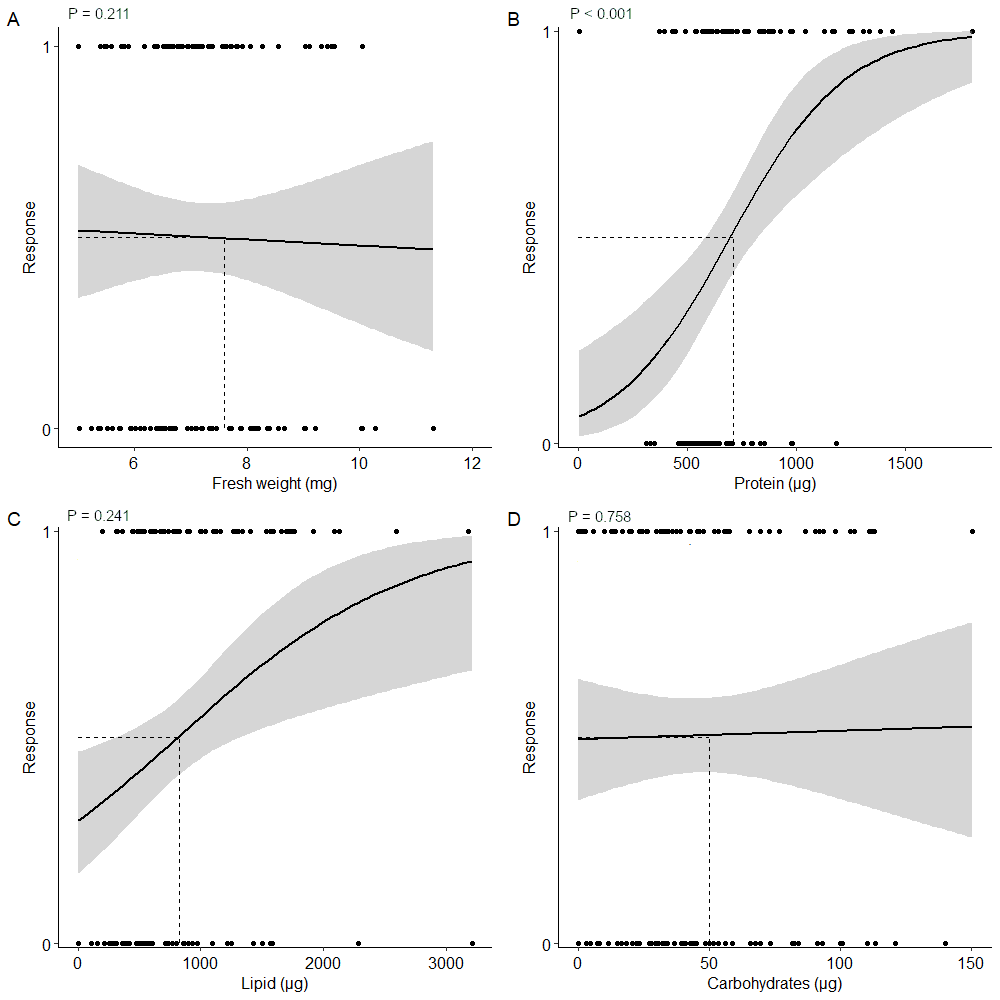 A
P = 0.211
1
0
Response
6
8
10
12
Fresh weight (mg)
B
P < 0.001
1
0
Response
0
500
1000
1500
Protein (µg)
C
P = 0.241
1
0
Response
0
1000
2000
3000
Lipid (µg)
D
P = 0.758
1
0
Response
0
50
100
150
Carbohydrates (µg)